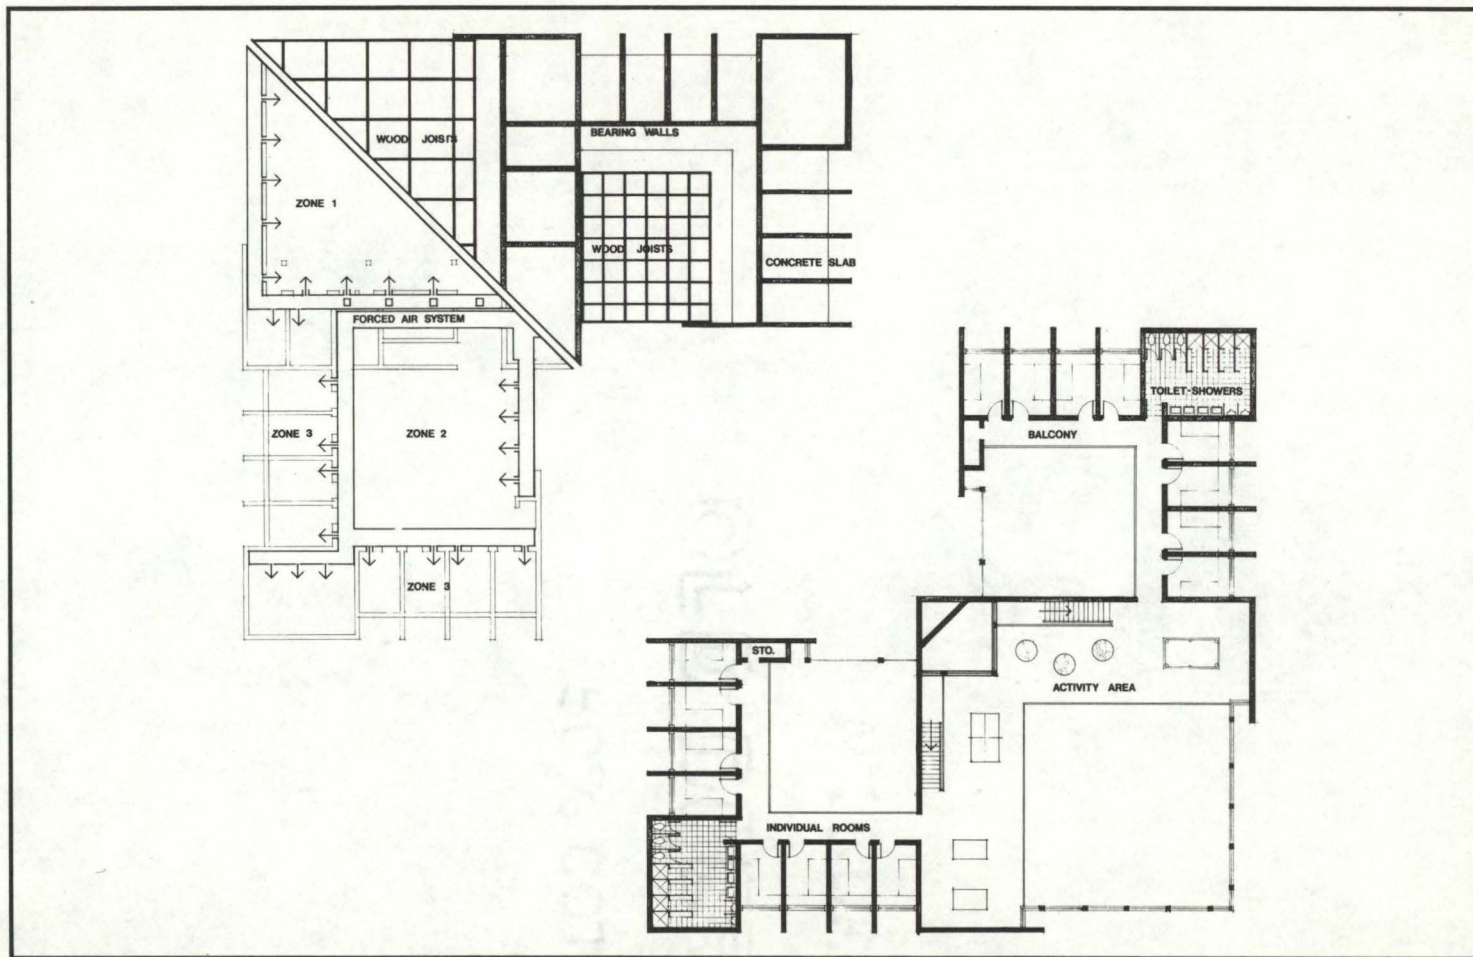 WOOD JOISTS
BEARING WALLS
ZONE 1
WOOD JOISTS
CONCRETE SLAB
FORCED AIR SYSTEM
ZONE 3
ZONE 2
ZONE 3
TOILET-SHOWERS
BALCONY
STO.
ACTIVITY AREA
INDIVIDUAL ROOMS